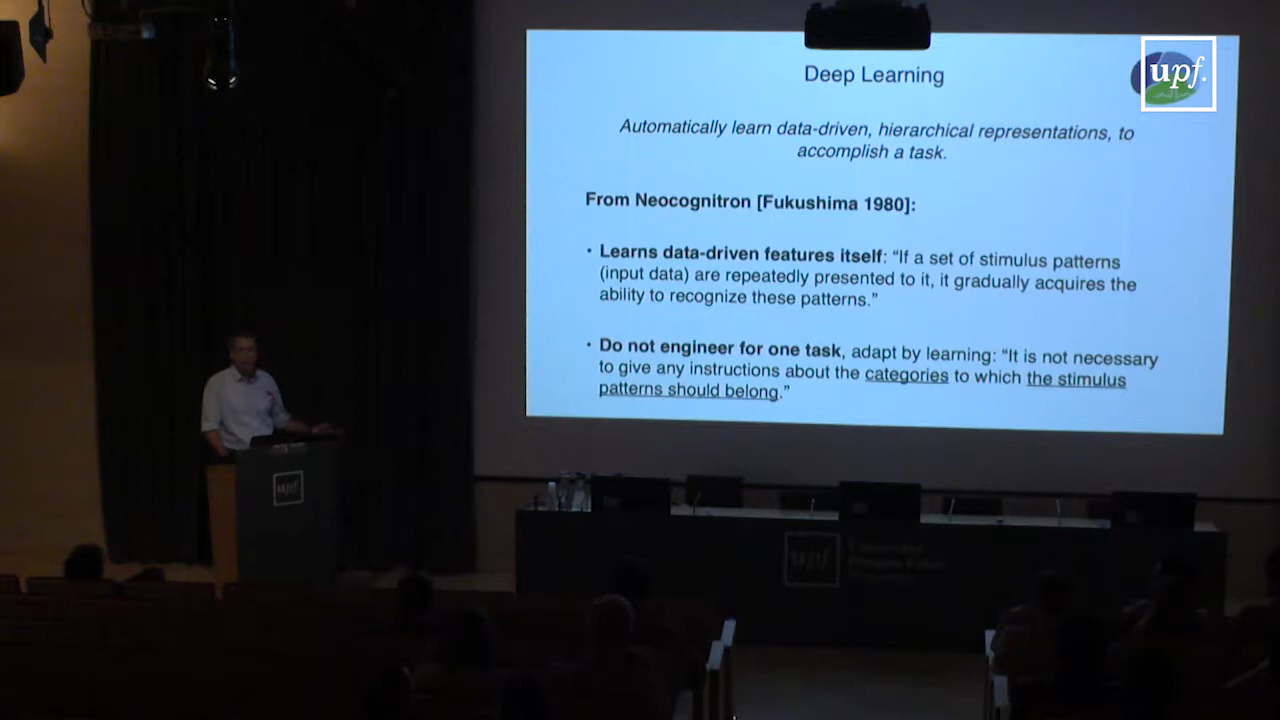 Deep Learning
upf.
Automatically learn data-driven, hierarchical representations, to
accomplish a task.
From Neocognitron [Fukushima 1980]:
• Learns data-driven features itself: “If a set of stimulus patterns
(input data) are repeatedly presented to it, it gradually acquires the
ability to recognize these patterns.”
• Do not engineer for one task, adapt by learning: “It is not necessary
to give any instructions about the categories to which the stimulus
patterns should belong.”
upf.
upf.